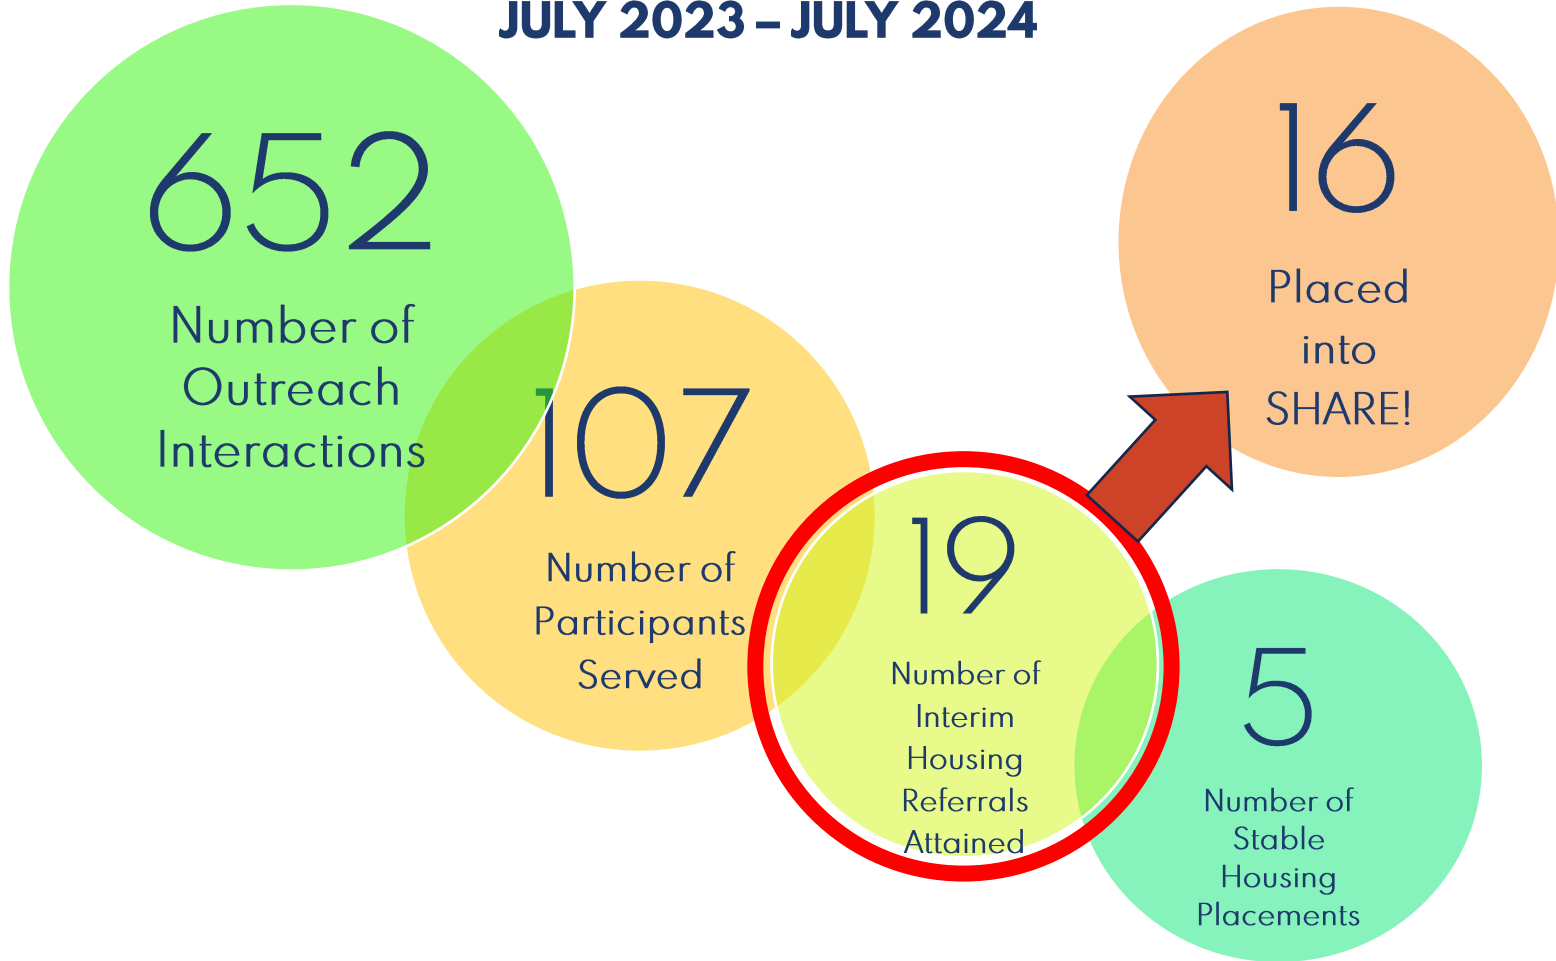 JULY 2023 – JULY 2024
652
Number of
Outreach
Interactions
107
Number of
Participants
Served
19
Number of
Interim
Housing
Referrals
Attained
16
Placed
into
SHARE!
5
Number of
Stable
Housing
Placements